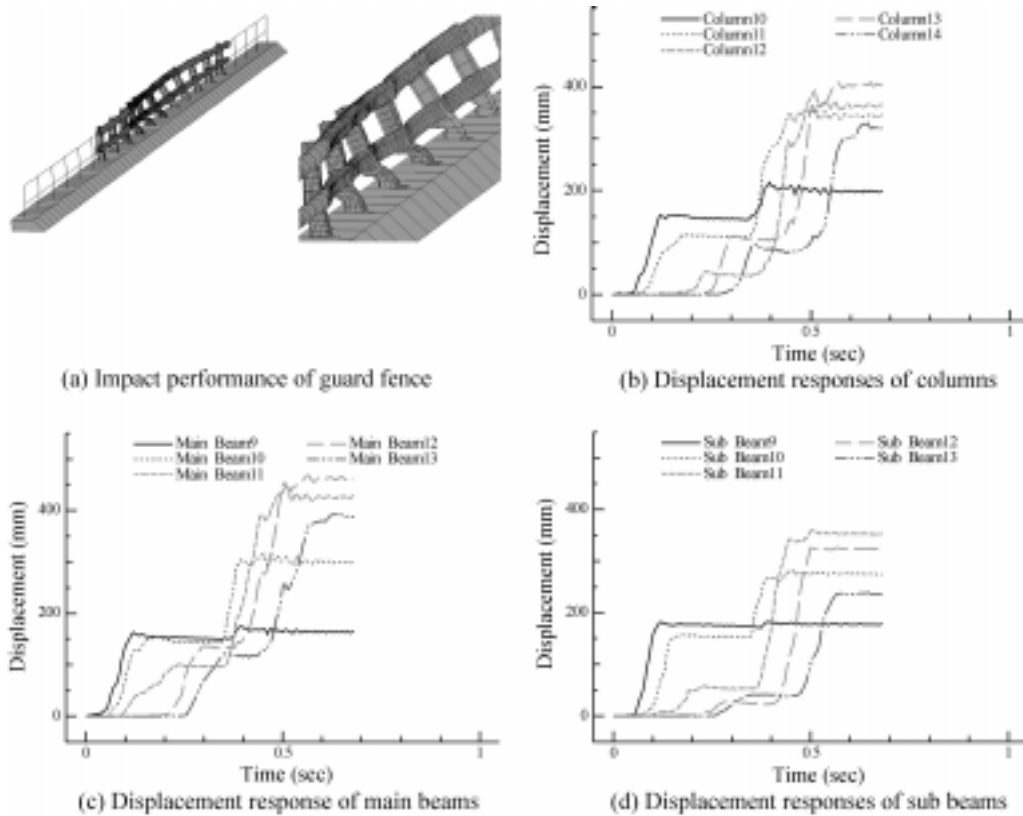 Column10
Column11
Column12
Column13
Column14
Displacement (mm)
400
200
0
0
0.5
1
Time (sec)
(a) Impact performance of guard fence
(b) Displacement responses of columns
Main Beam9
Main Beam10
Main Beam11
Main Beam12
Main Beam13
Displacement (mm)
400
200
0
0
0.5
1
Time (sec)
(c) Displacement response of main beams
Sub Beam9
Sub Beam10
Sub Beam11
Sub Beam12
Sub Beam13
Displacement (mm)
400
200
0
0
0.5
1
Time (sec)
(d) Displacement responses of sub beams